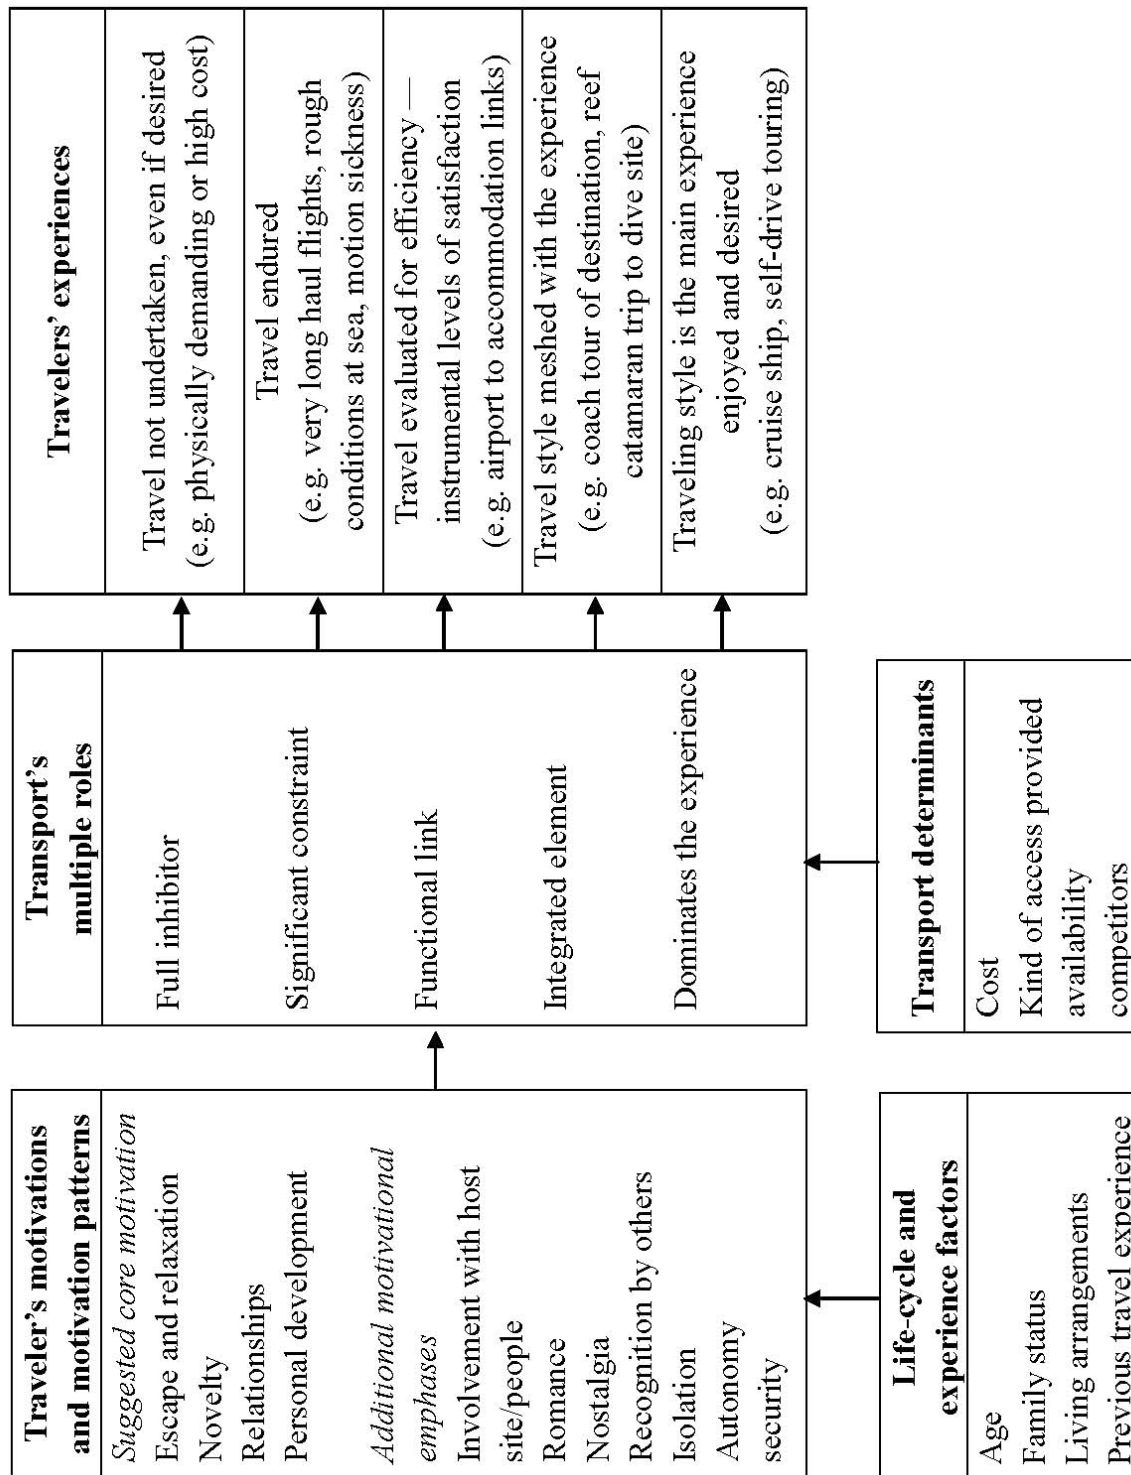 Traveler's motivations
and motivation patterns
Suggested core motivation
Escape and relaxation
Novelty
Relationships
Personal development
Additional motivational
emphases
Involvement with host
site/people
Romance
Nostalgia
Recognition by others
Isolation
Autonomy
security
Life-cycle and
experience factors
Age
Family status
Living arrangements
Previous travel experience
Transport's
multiple roles
Full inhibitor
Significant constraint
Functional link
Integrated element
Dominates the experience
Transport determinants
Cost
Kind of access provided
availability
competitors
Travelers' experiences
Travel not undertaken, even if desired
(e.g. physically demanding or high cost)
Travel endured
(e.g. very long haul flights, rough
conditions at sea, motion sickness)
Travel evaluated for efficiency —
instrumental levels of satisfaction
(e.g. airport to accommodation links)
Travel style meshed with the experience
(e.g. coach tour of destination, reef
catamaran trip to dive site)
Traveling style is the main experience
enjoyed and desired
(e.g. cruise ship, self-drive touring)